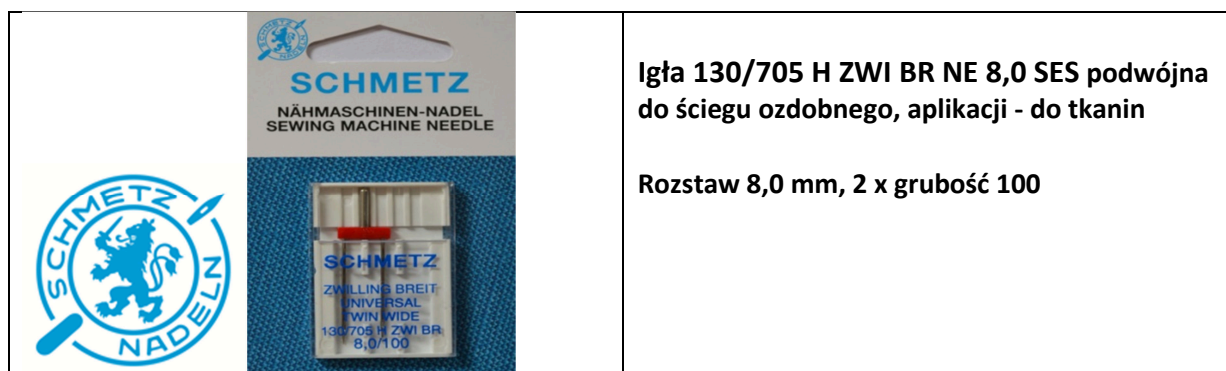 SCHMETZ
NADELN
SCHMETZ
NÄHMASCHINEN-NADEL
SEWING MACHINE NEEDLE
SCHMETZ
ZWILLING BREIT
UNIVERSAL
TWIN WIDE
130/705 H ZWI BR
8,0/100
SCHMETZ
NADELN
Igła 130/705 H ZWI BR NE 8,0 SES podwójna
do ściegu ozdobnego, aplikacji - do tkanin
Rozstaw 8,0 mm, 2 x grubość 100